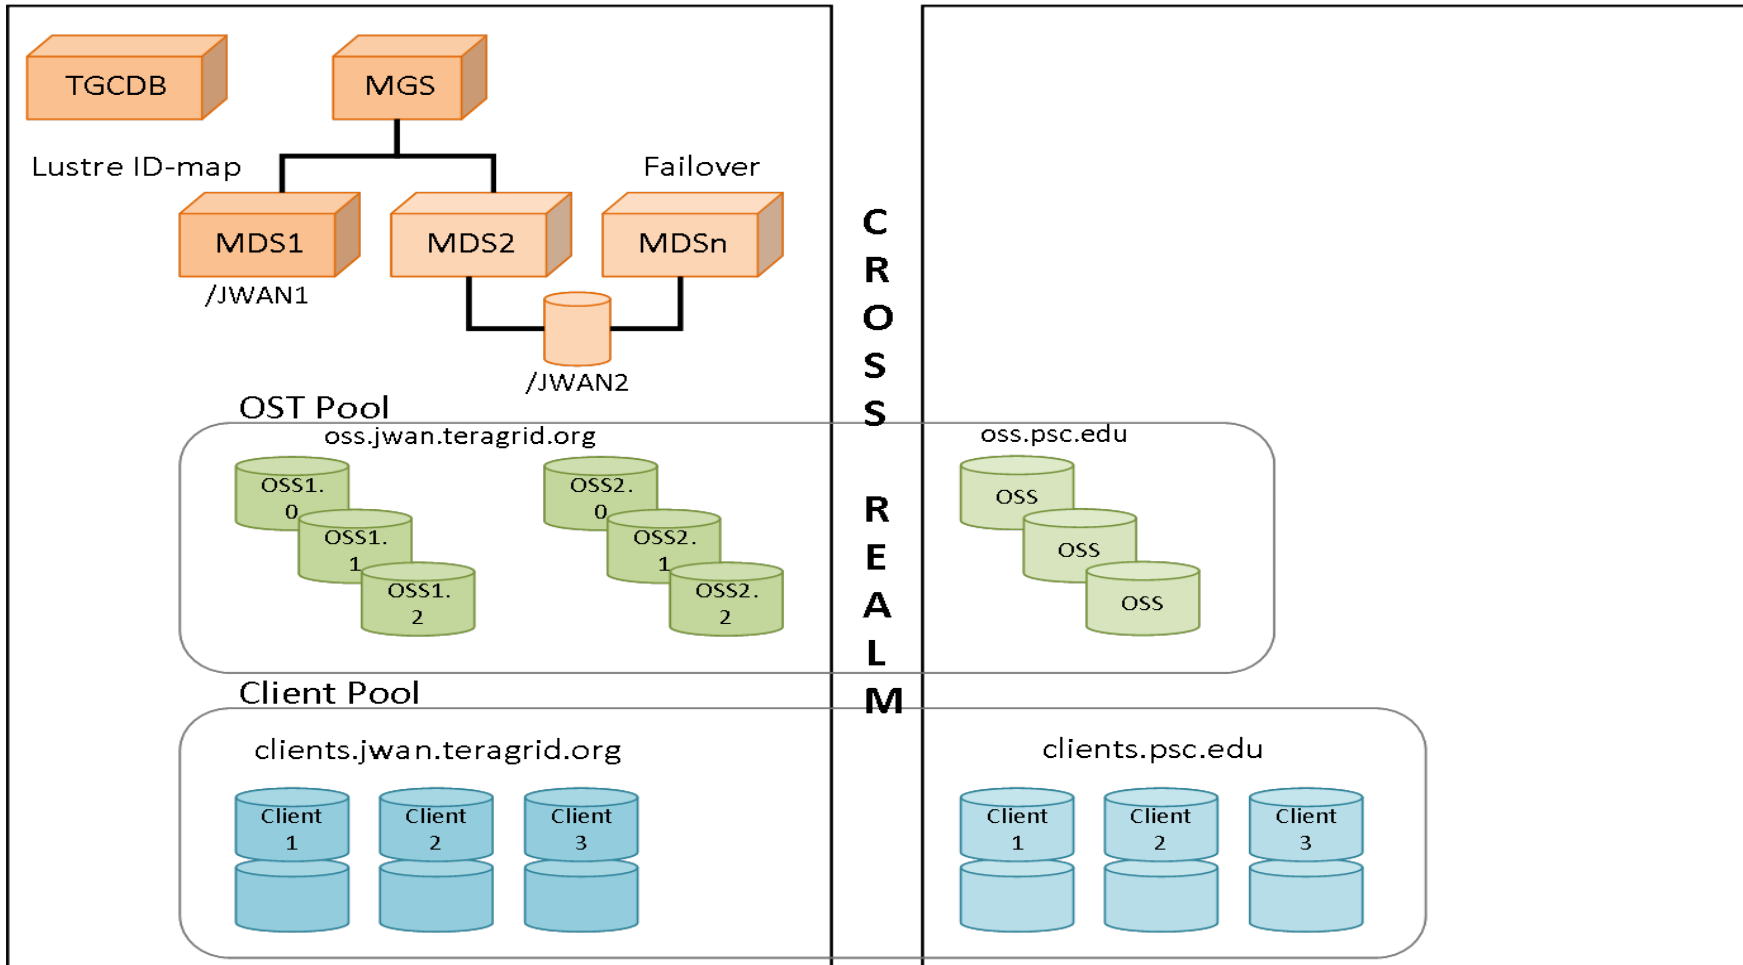 TGCDB
MGS
Lustre ID-map
Failover
MDS1
MDS2
MDSn
/JWAN1
/JWAN2
CROSS REALM
OST Pool
oss.jwan.teragrid.org
oss.psc.edu
OSS1.
0
OSS1.
1
OSS1.
2
OSS2.
0
OSS2.
1
OSS2.
2
OSS
OSS
OSS
Client Pool
clients.jwan.teragrid.org
clients.psc.edu
Client
1
Client
2
Client
3
Client
1
Client
2
Client
3